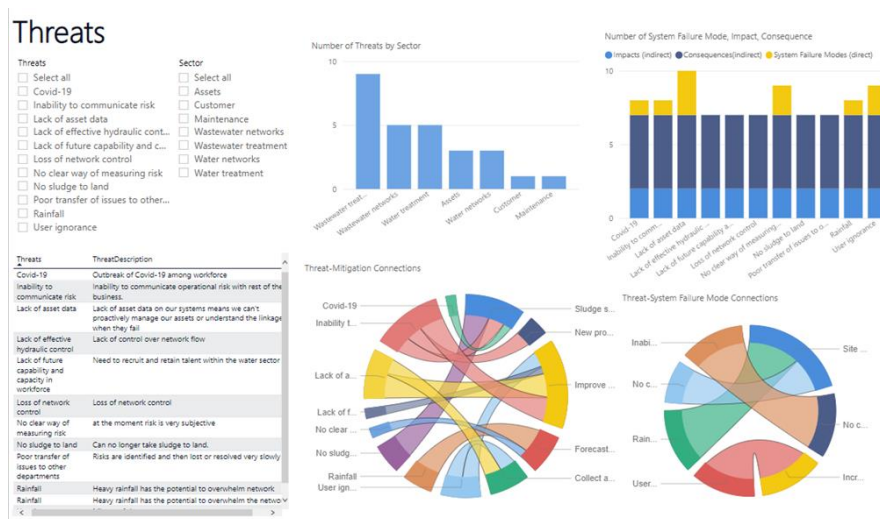 Threats
Threats
Select all
Covid-19
Inability to communicate risk
Lack of asset data
Lack of effective hydraulic cont...
Lack of future capability and c...
Loss of network control
No clear way of measuring risk
No sludge to land
Poor transfer of issues to other...
Rainfall
User ignorance
Sector
Select all
Assets
Customer
Maintenance
Wastewater networks
Wastewater treatment
Water networks
Water treatment
Number of Threats by Sector
10
5
0
Wastewater treat...
Wastewater networks
Water treatment
Assets
Water networks
Customer
Maintenance
Number of System Failure Mode, Impact, Consequence
Impacts (indirect) Consequences(indirect) System Failure Modes (direct)
10
5
0
Covid-19
Inability to comm...
Lack of asset data
Lack of effective hydraulic ...
Lack of future capability a...
Loss of network control
No clear way of measuring...
No sludge to land
Poor transfer of issues to o...
Rainfall
User ignorance
Threats ThreatDescription
Covid-19 Outbreak of Covid-19 among workforce
Inability to Inability to communicate operational risk with rest of the
communicate risk business.
Lack of asset data Lack of asset data on our systems means we can't
proactively manage our assets or understand the linkage
when they fail
Lack of effective Lack of control over network flow
hydraulic control
Lack of future Need to recruit and retain talent within the water sector
capability and
capacity in
workforce
Loss of network Loss of network control
control
No clear way of at the moment risk is very subjective
measuring risk
No sludge to land Can no longer take sludge to land.
Poor transfer of Risks are identified and then lost or resolved very slowly
issues to other
departments
Rainfall Heavy rainfall has the potential to overwhelm network
Rainfall Heavy rainfall has the potential to overwhelm the netwo
Threat-Mitigation Connections
Covid-19
Inability t...
Lack of a...
Lack of f...
No clear ...
No sludg...
Rainfall
User ign...
Sludge s...
New pro...
Improve ...
Forecast...
Collect a...
Threat-System Failure Mode Connections
Inabi...
No c...
Rain...
User...
Site ...
No c...
Incr...